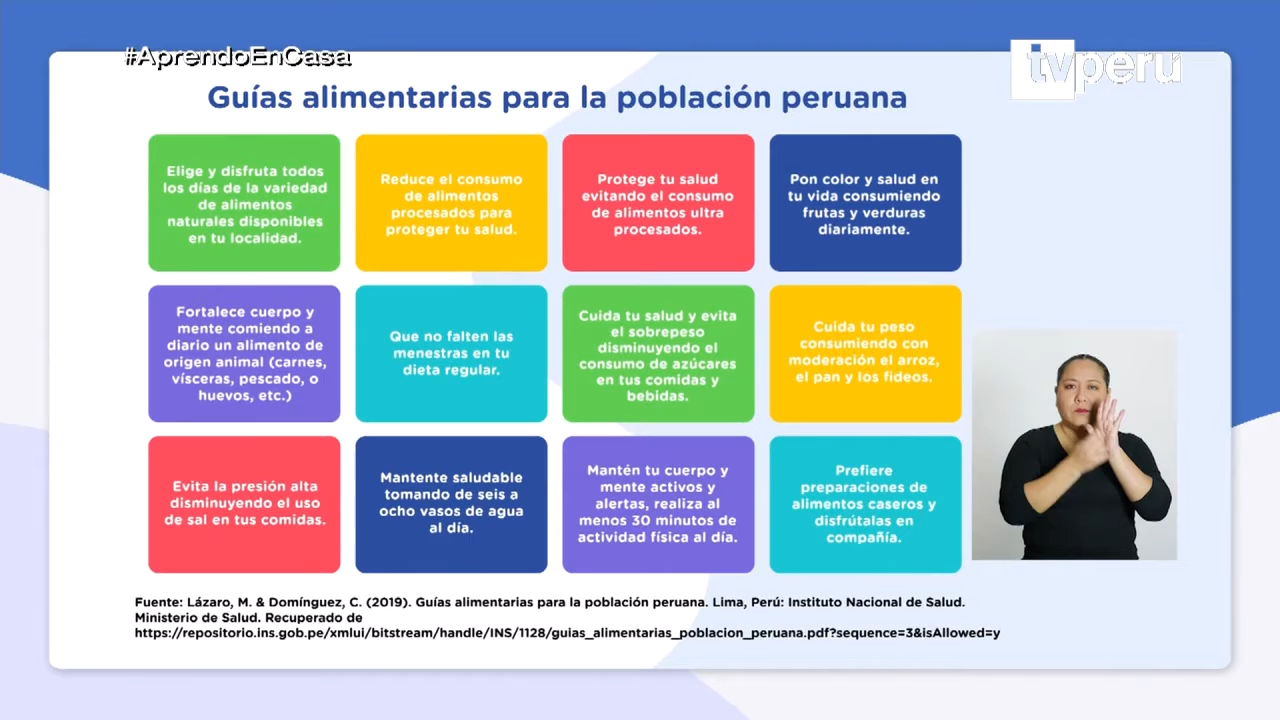 #AprendoEnCasa
tvperú
Guías alimentarias para la población peruana
Elige y disfruta todos
los días de la variedad
de alimentos
naturales disponibles
en tu localidad.
Reduce el consumo
de alimentos
procesados para
proteger tu salud.
Protege tu salud
evitando el consumo
de alimentos ultra
procesados.
Pon color y salud en
tu vida consumiendo
frutas y verduras
diariamente.
Fortalece cuerpo y
mente comiendo a
diario un alimento de
origen animal (carnes,
vísceras, pescado, o
huevos, etc.)
Que no falten las
menestras en tu
dieta regular.
Cuida tu salud y evita
el sobrepeso
disminuyendo el
consumo de azúcares
en tus comidas y
bebidas.
Cuida tu peso
consumiendo con
moderación el arroz,
el pan y los fideos.
Evita la presión alta
disminuyendo el uso
de sal en tus comidas.
Mantente saludable
tomando de seis a
ocho vasos de agua
al día.
Mantén tu cuerpo y
mente activos y
alertas, realiza al
menos 30 minutos de
actividad física al día.
Prefiere
preparaciones de
alimentos caseros y
disfrútalas en
compañía.
Fuente: Lázaro, M. & Domínguez, C. (2019). Guías alimentarias para la población peruana. Lima, Perú: Instituto Nacional de Salud.
Ministerio de Salud. Recuperado de
https://repositorio.ins.gob.pe/xmlui/bitstream/handle/INS/1128/guias_alimentarias_poblacion_peruana.pdf?sequence=3&isAllowed=y